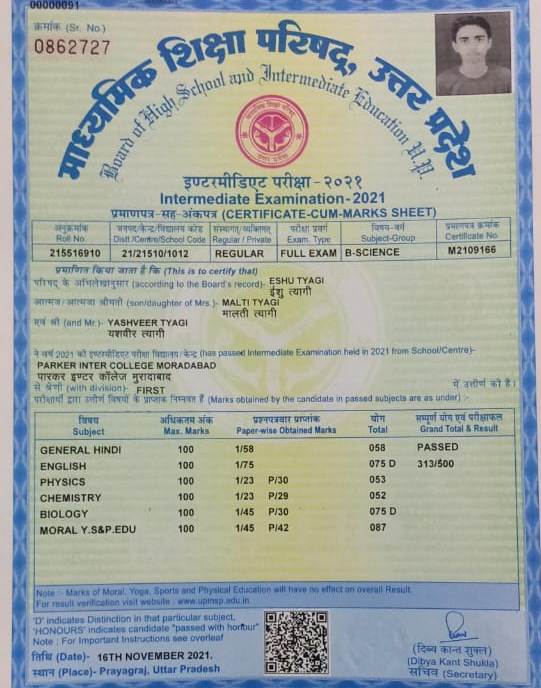 00000091
क्रमांक (Sr. No.)
0862727
माध्यमिक शिक्षा परिषद्, उत्तर प्रदेश
Board of High School and Intermediate Education U.P.
इण्टरमीडिएट परीक्षा - २०२१
Intermediate Examination - 2021
प्रमाणपत्र-सह-अंकपत्र (CERTIFICATE-CUM-MARKS SHEET)
अनुक्रमांक जनपद/केन्द्र/विद्यालय कोड संस्थागत/व्यक्तिगत परीक्षा प्रवर्ग विषय-वर्ग प्रमाणपत्र क्रमांक
Roll No. Distt./Centre/School Code Regular / Private Exam. Type Subject-Group Certificate No.
215516910 21/21510/1012 REGULAR FULL EXAM B-SCIENCE M2109166
प्रमाणित किया जाता है कि (This is to certify that)
परिषद् के अभिलेखानुसार (according to the Board's record)- ESHU TYAGI
ईशु त्यागी
आत्मज/आत्मजा श्रीमती (son/daughter of Mrs.)- MALTI TYAGI
मालती त्यागी
एवं श्री (and Mr.)- YASHVEER TYAGI
यशवीर त्यागी
ने वर्ष 2021 की इण्टरमीडिएट परीक्षा विद्यालय/केन्द्र (has passed Intermediate Examination held in 2021 from School/Centre)-
PARKER INTER COLLEGE MORADABAD
पारकर इण्टर कॉलेज मुरादाबाद
से श्रेणी (with division)- FIRST में उत्तीर्ण की है।
परीक्षार्थी द्वारा उत्तीर्ण विषयों के प्राप्तांक निम्नवत हैं (Marks obtained by the candidate in passed subjects are as under) :-
विषय अधिकतम अंक प्रश्नपत्रवार प्राप्तांक योग सम्पूर्ण योग एवं परीक्षाफल
Subject Max. Marks Paper-wise Obtained Marks Total Grand Total & Result
GENERAL HINDI 100 1/58 058 PASSED
ENGLISH 100 1/75 075 D 313/500
PHYSICS 100 1/23 P/30 053
CHEMISTRY 100 1/23 P/29 052
BIOLOGY 100 1/45 P/30 075 D
MORAL Y.S&P.EDU 100 1/45 P/42 087
Note :- Marks of Moral, Yoga, Sports and Physical Education will have no effect on overall Result.
For result verification visit website : www.upmsp.edu.in
'D' indicates Distinction in that particular subject.
'HONOURS' indicates candidate "passed with honour"
Note : For Important Instructions see overleaf
तिथि (Date)- 16TH NOVEMBER 2021.
स्थान (Place)- Prayagraj, Uttar Pradesh
(दिब्य कान्त शुक्ल)
(Dibya Kant Shukla)
सचिव (Secretary)